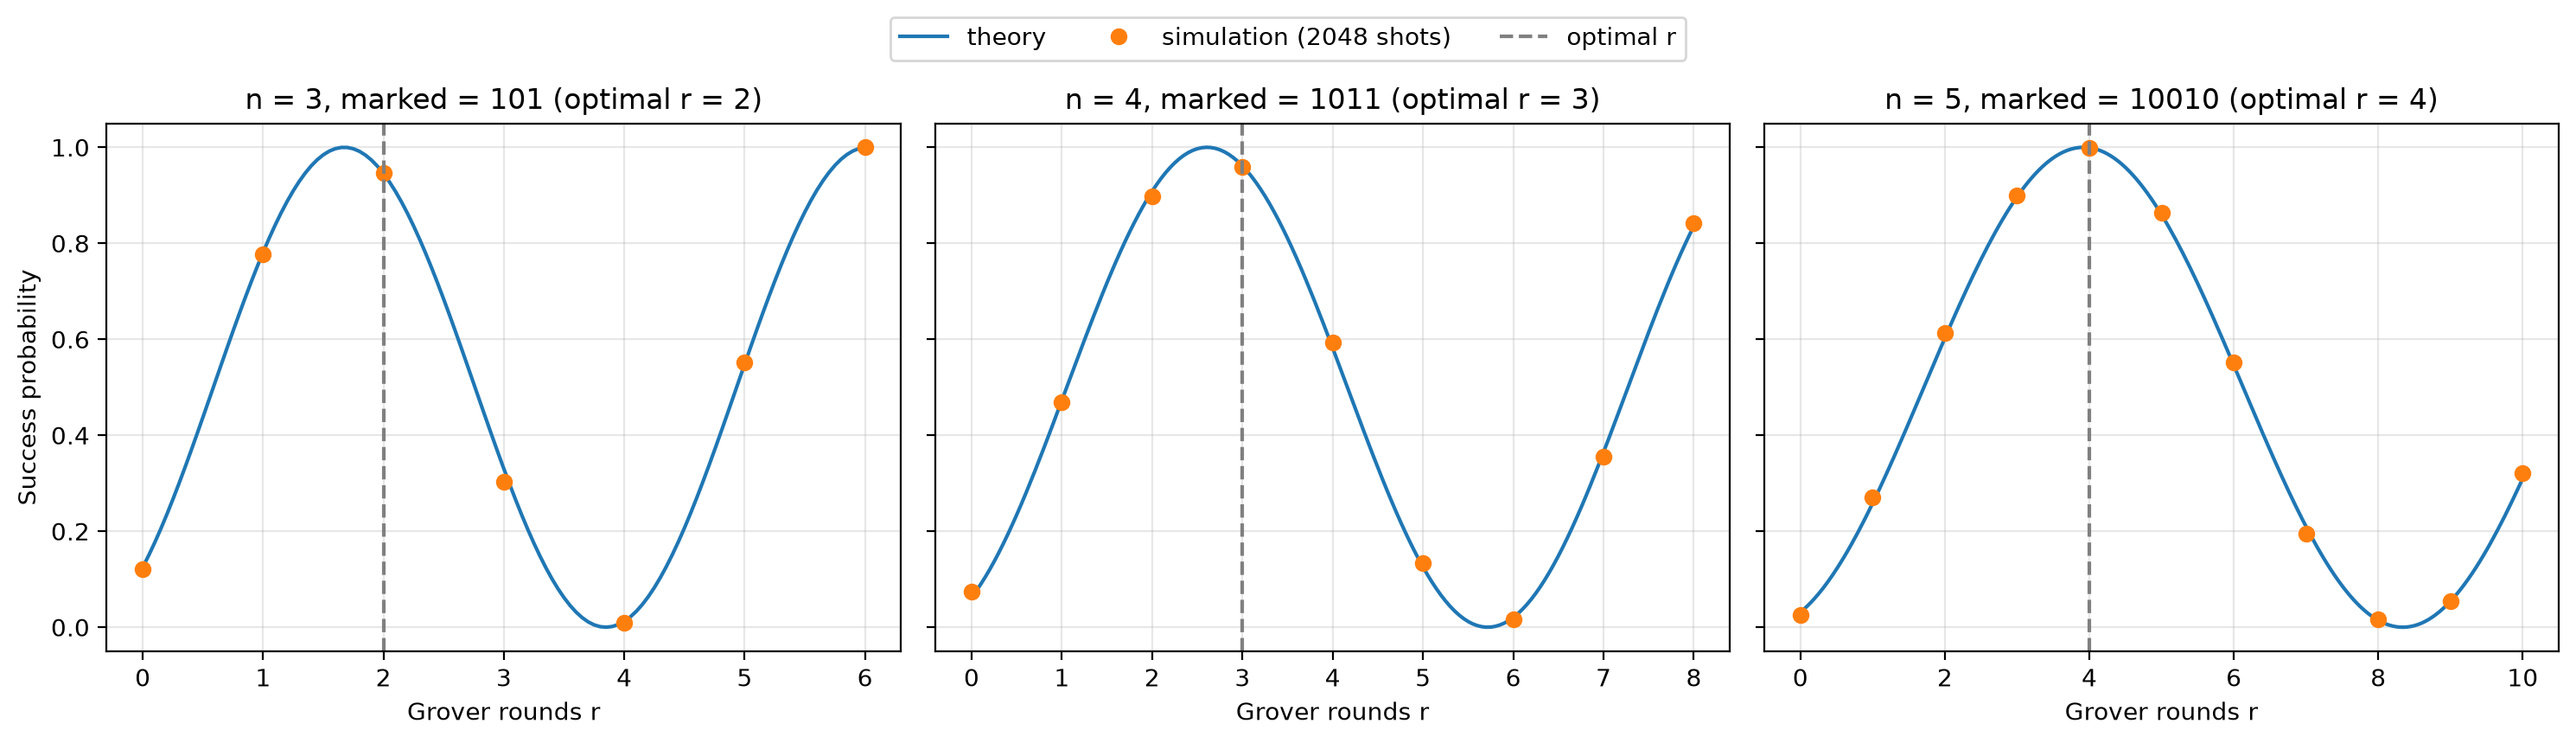 theory simulation (2048 shots) optimal r
n = 3, marked = 101 (optimal r = 2)
n = 4, marked = 1011 (optimal r = 3)
n = 5, marked = 10010 (optimal r = 4)
Success probability
1.0
0.8
0.6
0.4
0.2
0.0
0 1 2 3 4 5 6
0 1 2 3 4 5 6 7 8
0 2 4 6 8 10
Grover rounds r
Grover rounds r
Grover rounds r